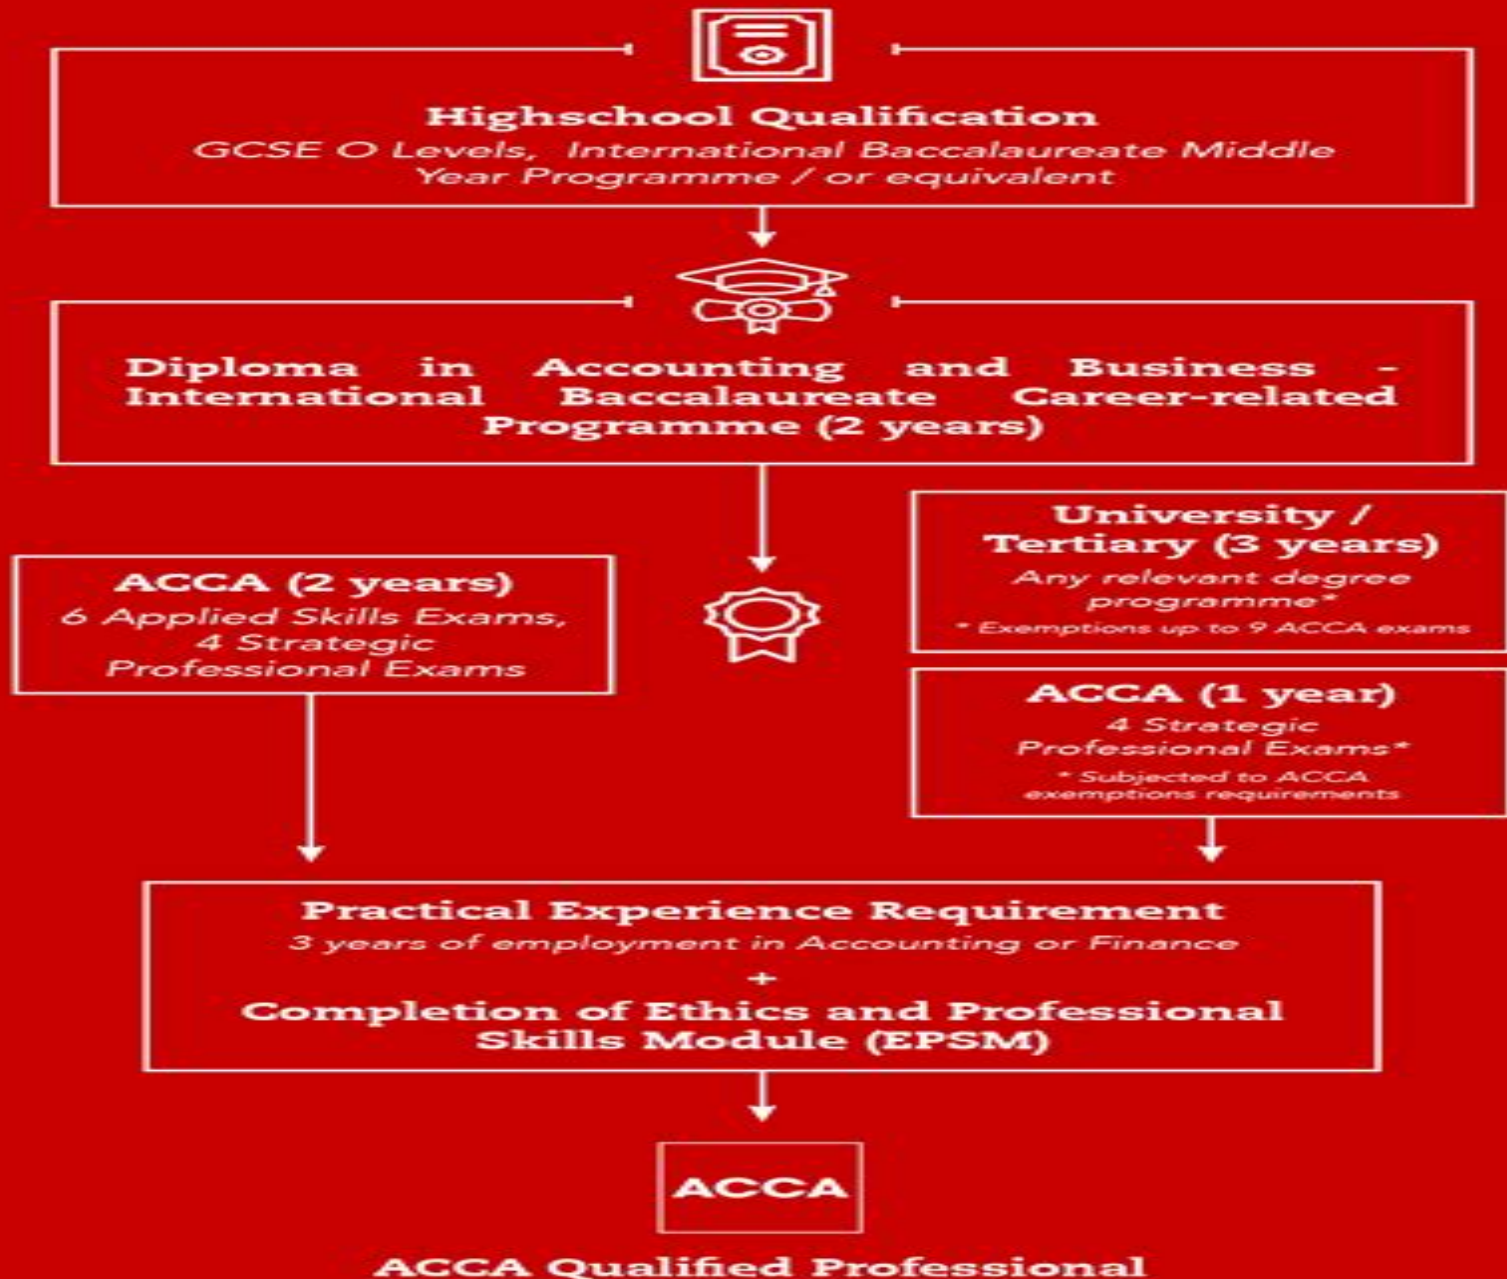 Highschool Qualification
GCSE O Levels, International Baccalaureate Middle
Year Programme / or equivalent
Diploma in Accounting and Business -
International Baccalaureate Career-related
Programme (2 years)
ACCA (2 years)
6 Applied Skills Exams,
4 Strategic
Professional Exams
University /
Tertiary (3 years)
Any relevant degree
programme*
* Exemptions up to 9 ACCA exams
ACCA (1 year)
4 Strategic
Professional Exams*
* Subjected to ACCA
exemptions requirements
Practical Experience Requirement
3 years of employment in Accounting or Finance
+
Completion of Ethics and Professional
Skills Module (EPSM)
ACCA
ACCA Qualified Professional